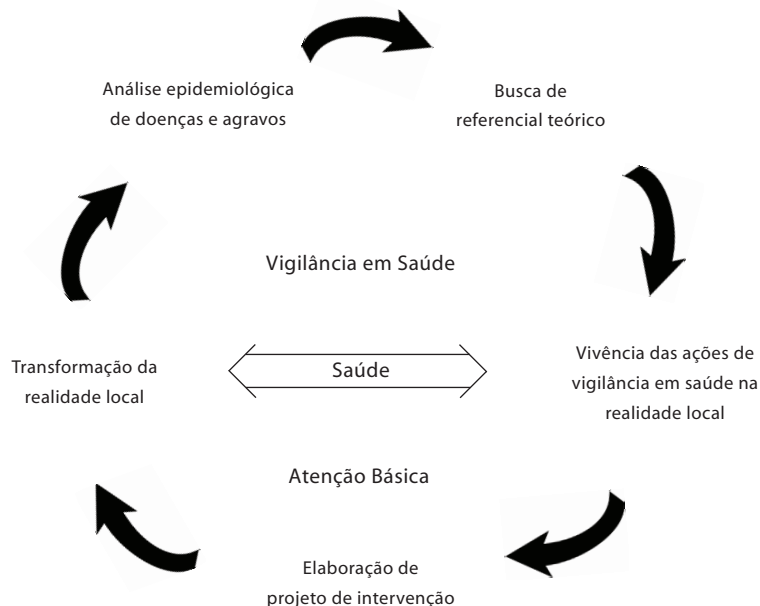 Análise epidemiológica
de doenças e agravos
Busca de
referencial teórico
Vigilância em Saúde
Transformação da
realidade local
Saúde
Vivência das ações de
vigilância em saúde na
realidade local
Atenção Básica
Elaboração de
projeto de intervenção